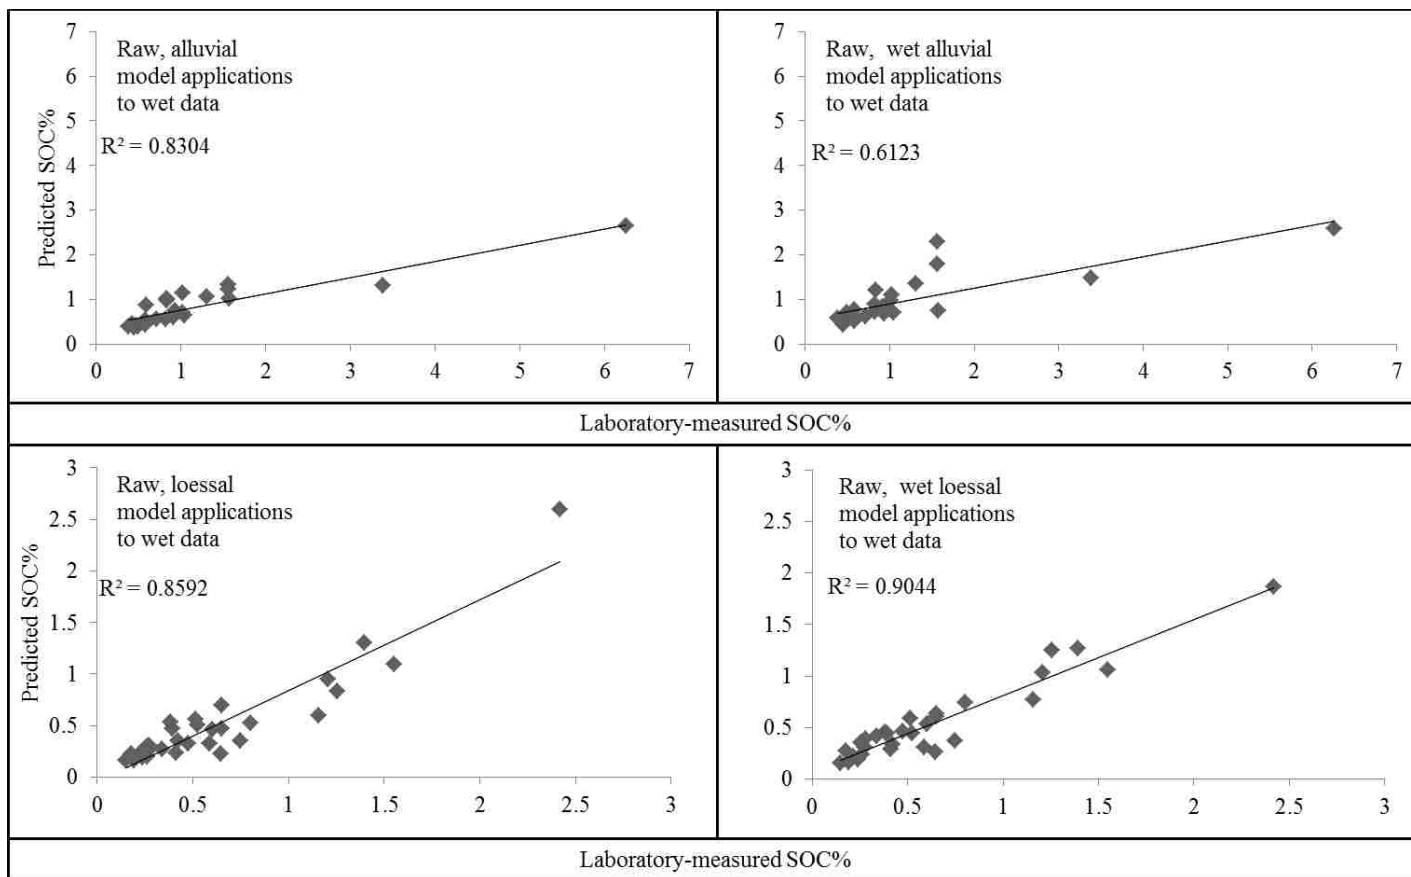 Raw, alluvial
model applications
to wet data
R² = 0.8304
Predicted SOC%
7
6
5
4
3
2
1
0
0 1 2 3 4 5 6 7
Raw, wet alluvial
model applications
to wet data
R² = 0.6123
7
6
5
4
3
2
1
0
0 1 2 3 4 5 6 7
Laboratory-measured SOC%
Raw, loessal
model applications
to wet data
R² = 0.8592
Predicted SOC%
3
2.5
2
1.5
1
0.5
0
0 0.5 1 1.5 2 2.5 3
Raw, wet loessal
model applications
to wet data
R² = 0.9044
3
2.5
2
1.5
1
0.5
0
0 0.5 1 1.5 2 2.5 3
Laboratory-measured SOC%